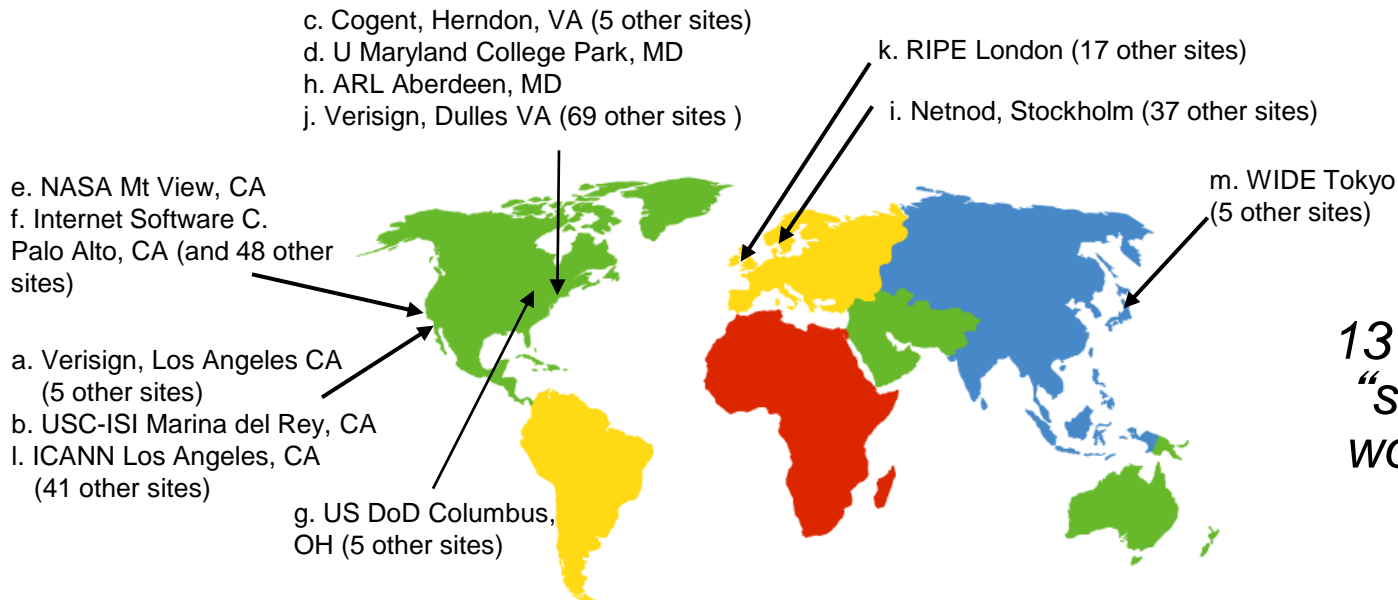 c. Cogent, Herndon, VA (5 other sites)
d. U Maryland College Park, MD
h. ARL Aberdeen, MD
j. Verisign, Dulles VA (69 other sites )
k. RIPE London (17 other sites)
i. Netnod, Stockholm (37 other sites)
m. WIDE Tokyo
(5 other sites)
e. NASA Mt View, CA
f. Internet Software C.
Palo Alto, CA (and 48 other
sites)
a. Verisign, Los Angeles CA
(5 other sites)
b. USC-ISI Marina del Rey, CA
l. ICANN Los Angeles, CA
(41 other sites)
g. US DoD Columbus,
OH (5 other sites)
13